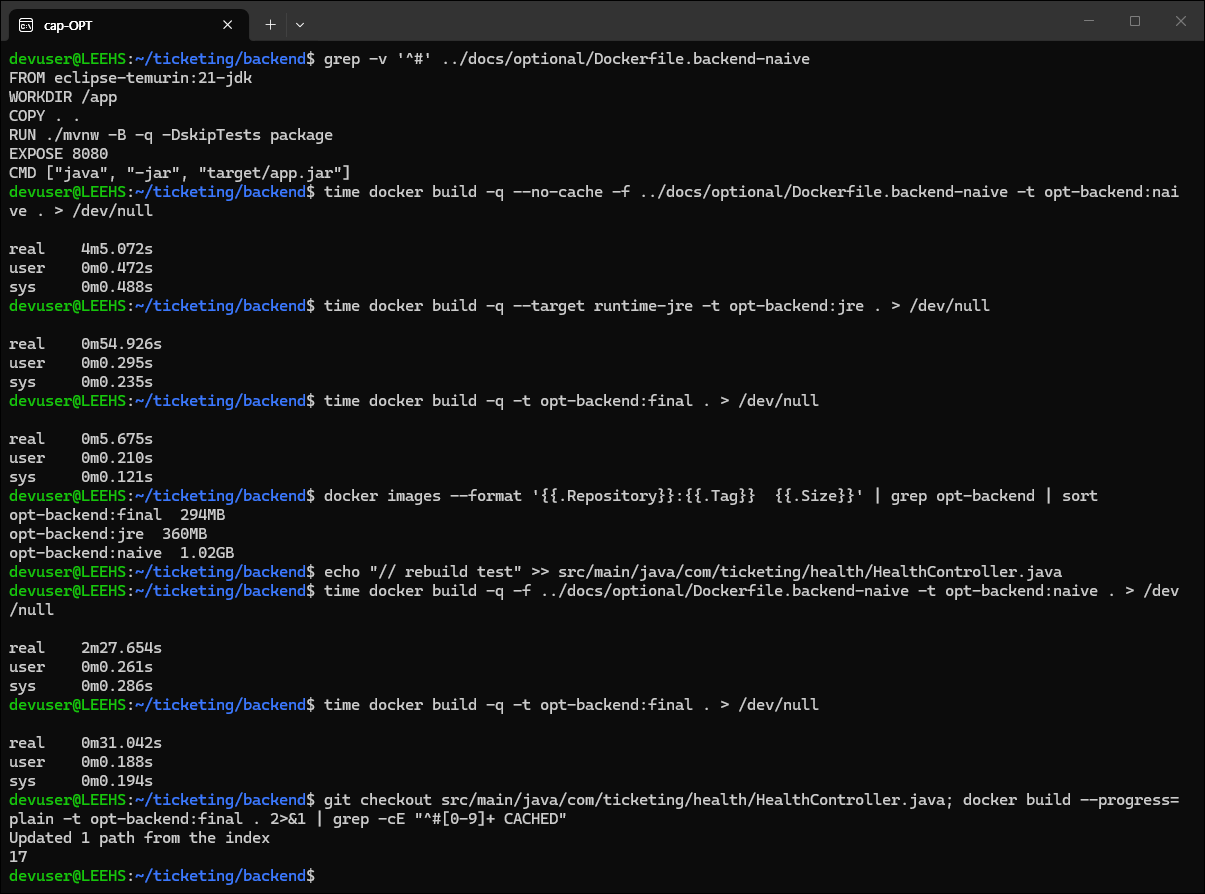 cap-OPT
devuser@LEEHS:~/ticketing/backend$ grep -v '^#' ../docs/optional/Dockerfile.backend-naive
FROM eclipse-temurin:21-jdk
WORKDIR /app
COPY . .
RUN ./mvnw -B -q -DskipTests package
EXPOSE 8080
CMD ["java", "-jar", "target/app.jar"]
devuser@LEEHS:~/ticketing/backend$ time docker build -q --no-cache -f ../docs/optional/Dockerfile.backend-naive -t opt-backend:nai
ve . > /dev/null
real    4m5.072s
user    0m0.472s
sys     0m0.488s
devuser@LEEHS:~/ticketing/backend$ time docker build -q --target runtime-jre -t opt-backend:jre . > /dev/null
real    0m54.926s
user    0m0.295s
sys     0m0.235s
devuser@LEEHS:~/ticketing/backend$ time docker build -q -t opt-backend:final . > /dev/null
real    0m5.675s
user    0m0.210s
sys     0m0.121s
devuser@LEEHS:~/ticketing/backend$ docker images --format '{{.Repository}}:{{.Tag}}  {{.Size}}' | grep opt-backend | sort
opt-backend:final  294MB
opt-backend:jre  360MB
opt-backend:naive  1.02GB
devuser@LEEHS:~/ticketing/backend$ echo "// rebuild test" >> src/main/java/com/ticketing/health/HealthController.java
devuser@LEEHS:~/ticketing/backend$ time docker build -q -f ../docs/optional/Dockerfile.backend-naive -t opt-backend:naive . > /dev
/null
real    2m27.654s
user    0m0.261s
sys     0m0.286s
devuser@LEEHS:~/ticketing/backend$ time docker build -q -t opt-backend:final . > /dev/null
real    0m31.042s
user    0m0.188s
sys     0m0.194s
devuser@LEEHS:~/ticketing/backend$ git checkout src/main/java/com/ticketing/health/HealthController.java; docker build --progress=
plain -t opt-backend:final . 2>&1 | grep -cE "^#[0-9]+ CACHED"
Updated 1 path from the index
17
devuser@LEEHS:~/ticketing/backend$